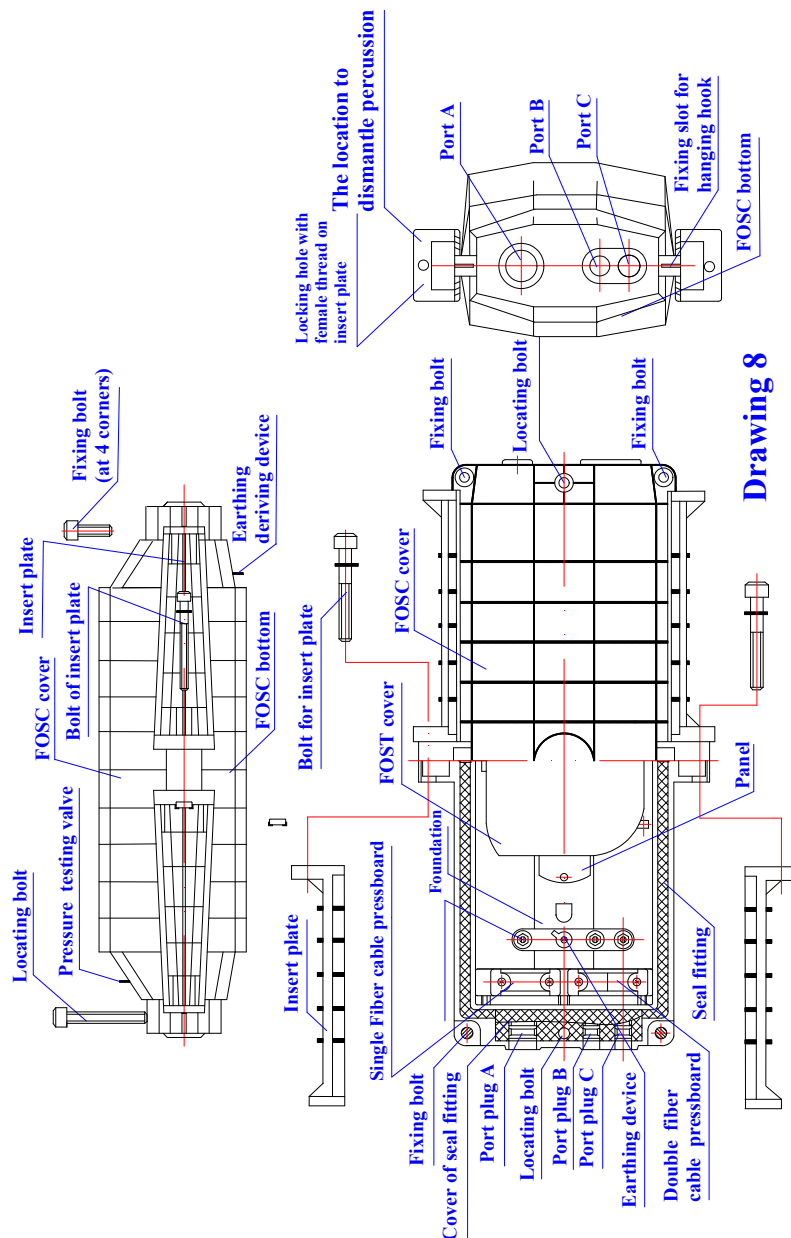 Locating bolt
Pressure testing valve
FOSC cover
Bolt of insert plate
Insert plate
Fixing bolt
(at 4 corners)
FOSC bottom
Earthing
deriving device
Insert plate
Bolt for insert plate
Single Fiber cable pressboard
Foundation
FOST cover
FOSC cover
Fixing bolt
Locating bolt
Fixing bolt
Fixing bolt
Cover of seal fitting
Port plug A
Locating bolt
Port plug B
Port plug C
Earthing device
Double fiber
cable pressboard
Seal fitting
Panel
Locking hole with
female thread on
insert plate
The location to
dismantle percussion
Port A
Port B
Port C
Fixing slot for
hanging hook
FOSC bottom
Drawing 8